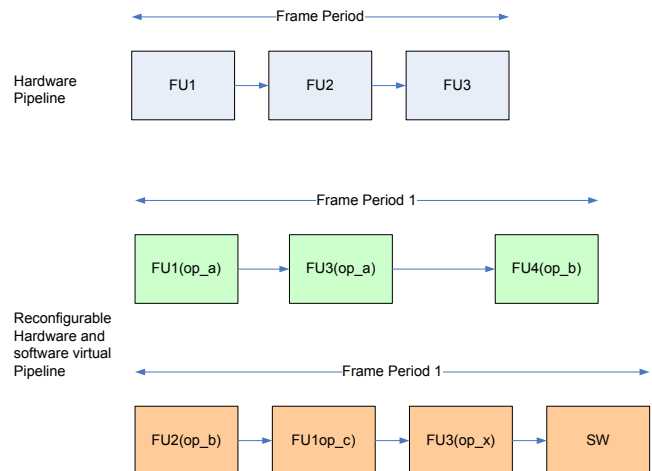 Frame Period
Hardware
Pipeline
FU1
FU2
FU3
Frame Period 1
FU1(op_a)
FU3(op_a)
FU4(op_b)
Reconfigurable
Hardware and
software virtual
Pipeline
Frame Period 1
FU2(op_b)
FU1op_c)
FU3(op_x)
SW